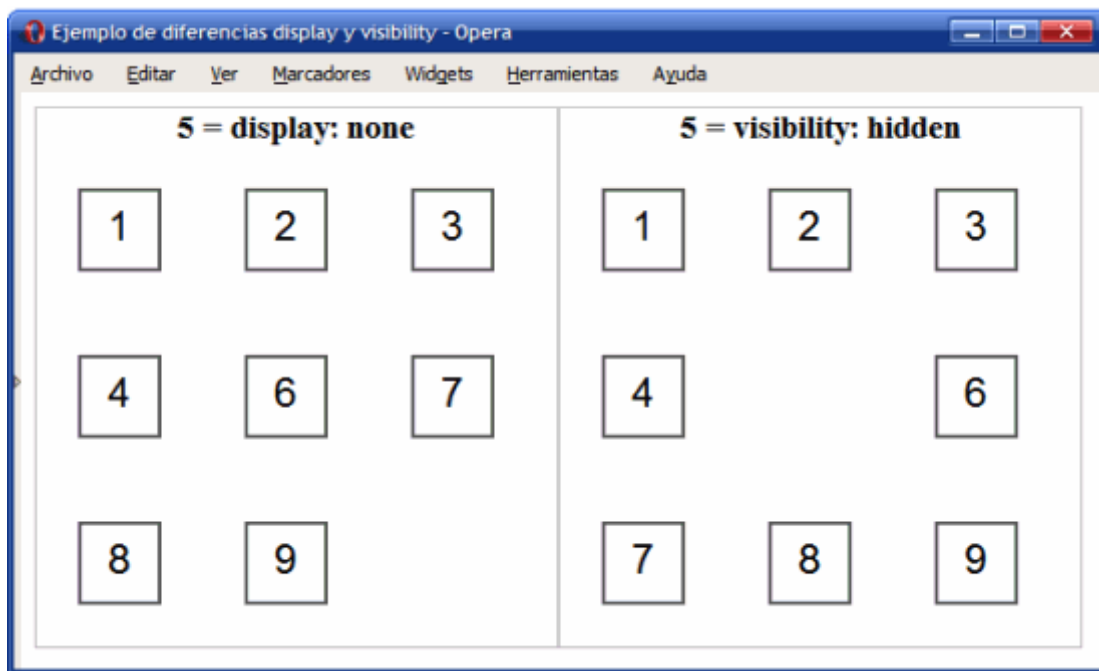 Ejemplo de diferencias display y visibility - Opera
Archivo Editar Ver Marcadores Widgets Herramientas Ayuda
5 = display: none
1 2 3
4 6 7
8 9
5 = visibility: hidden
1 2 3
4 6
7 8 9